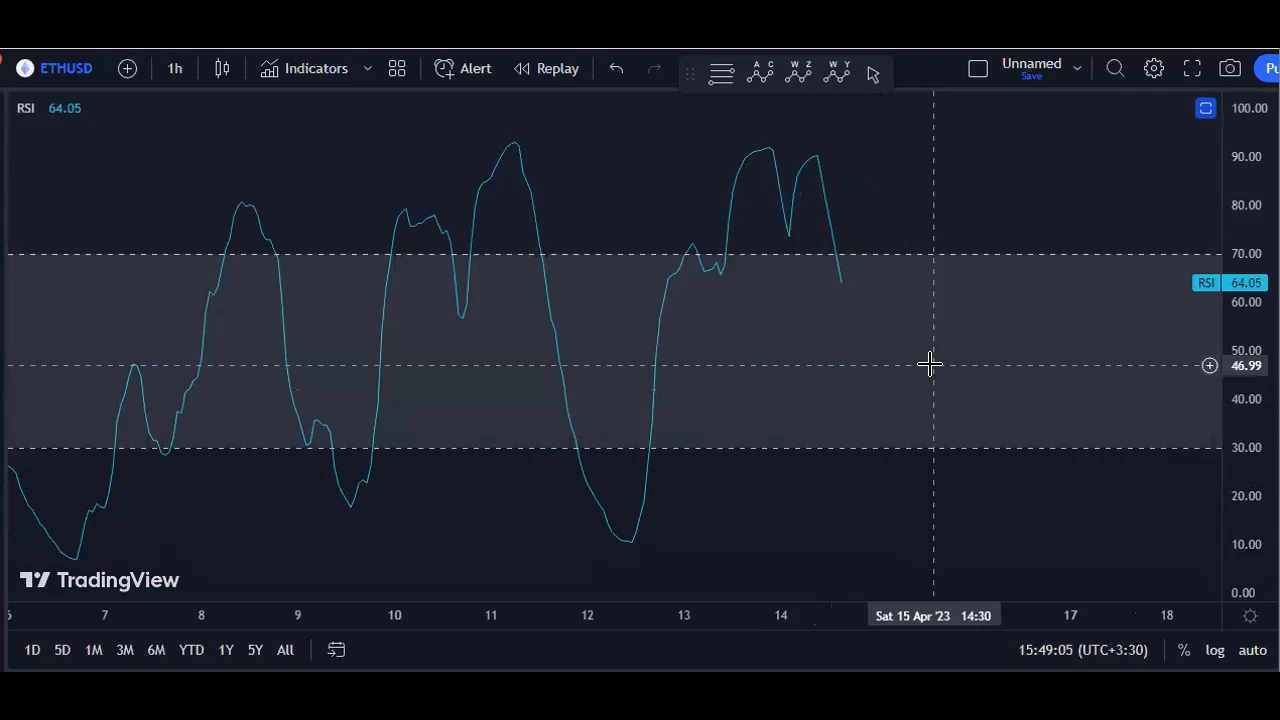 ETHUSD 1h Indicators Alert Replay A C W Z W Y Unnamed Save Pu
RSI 64.05
100.00
90.00
80.00
70.00
RSI 64.05
60.00
50.00
46.99
40.00
30.00
20.00
10.00
0.00
TradingView
6 7 8 9 10 11 12 13 14 Sat 15 Apr '23 14:30 17 18
1D 5D 1M 3M 6M YTD 1Y 5Y All 15:49:05 (UTC+3:30) % log auto